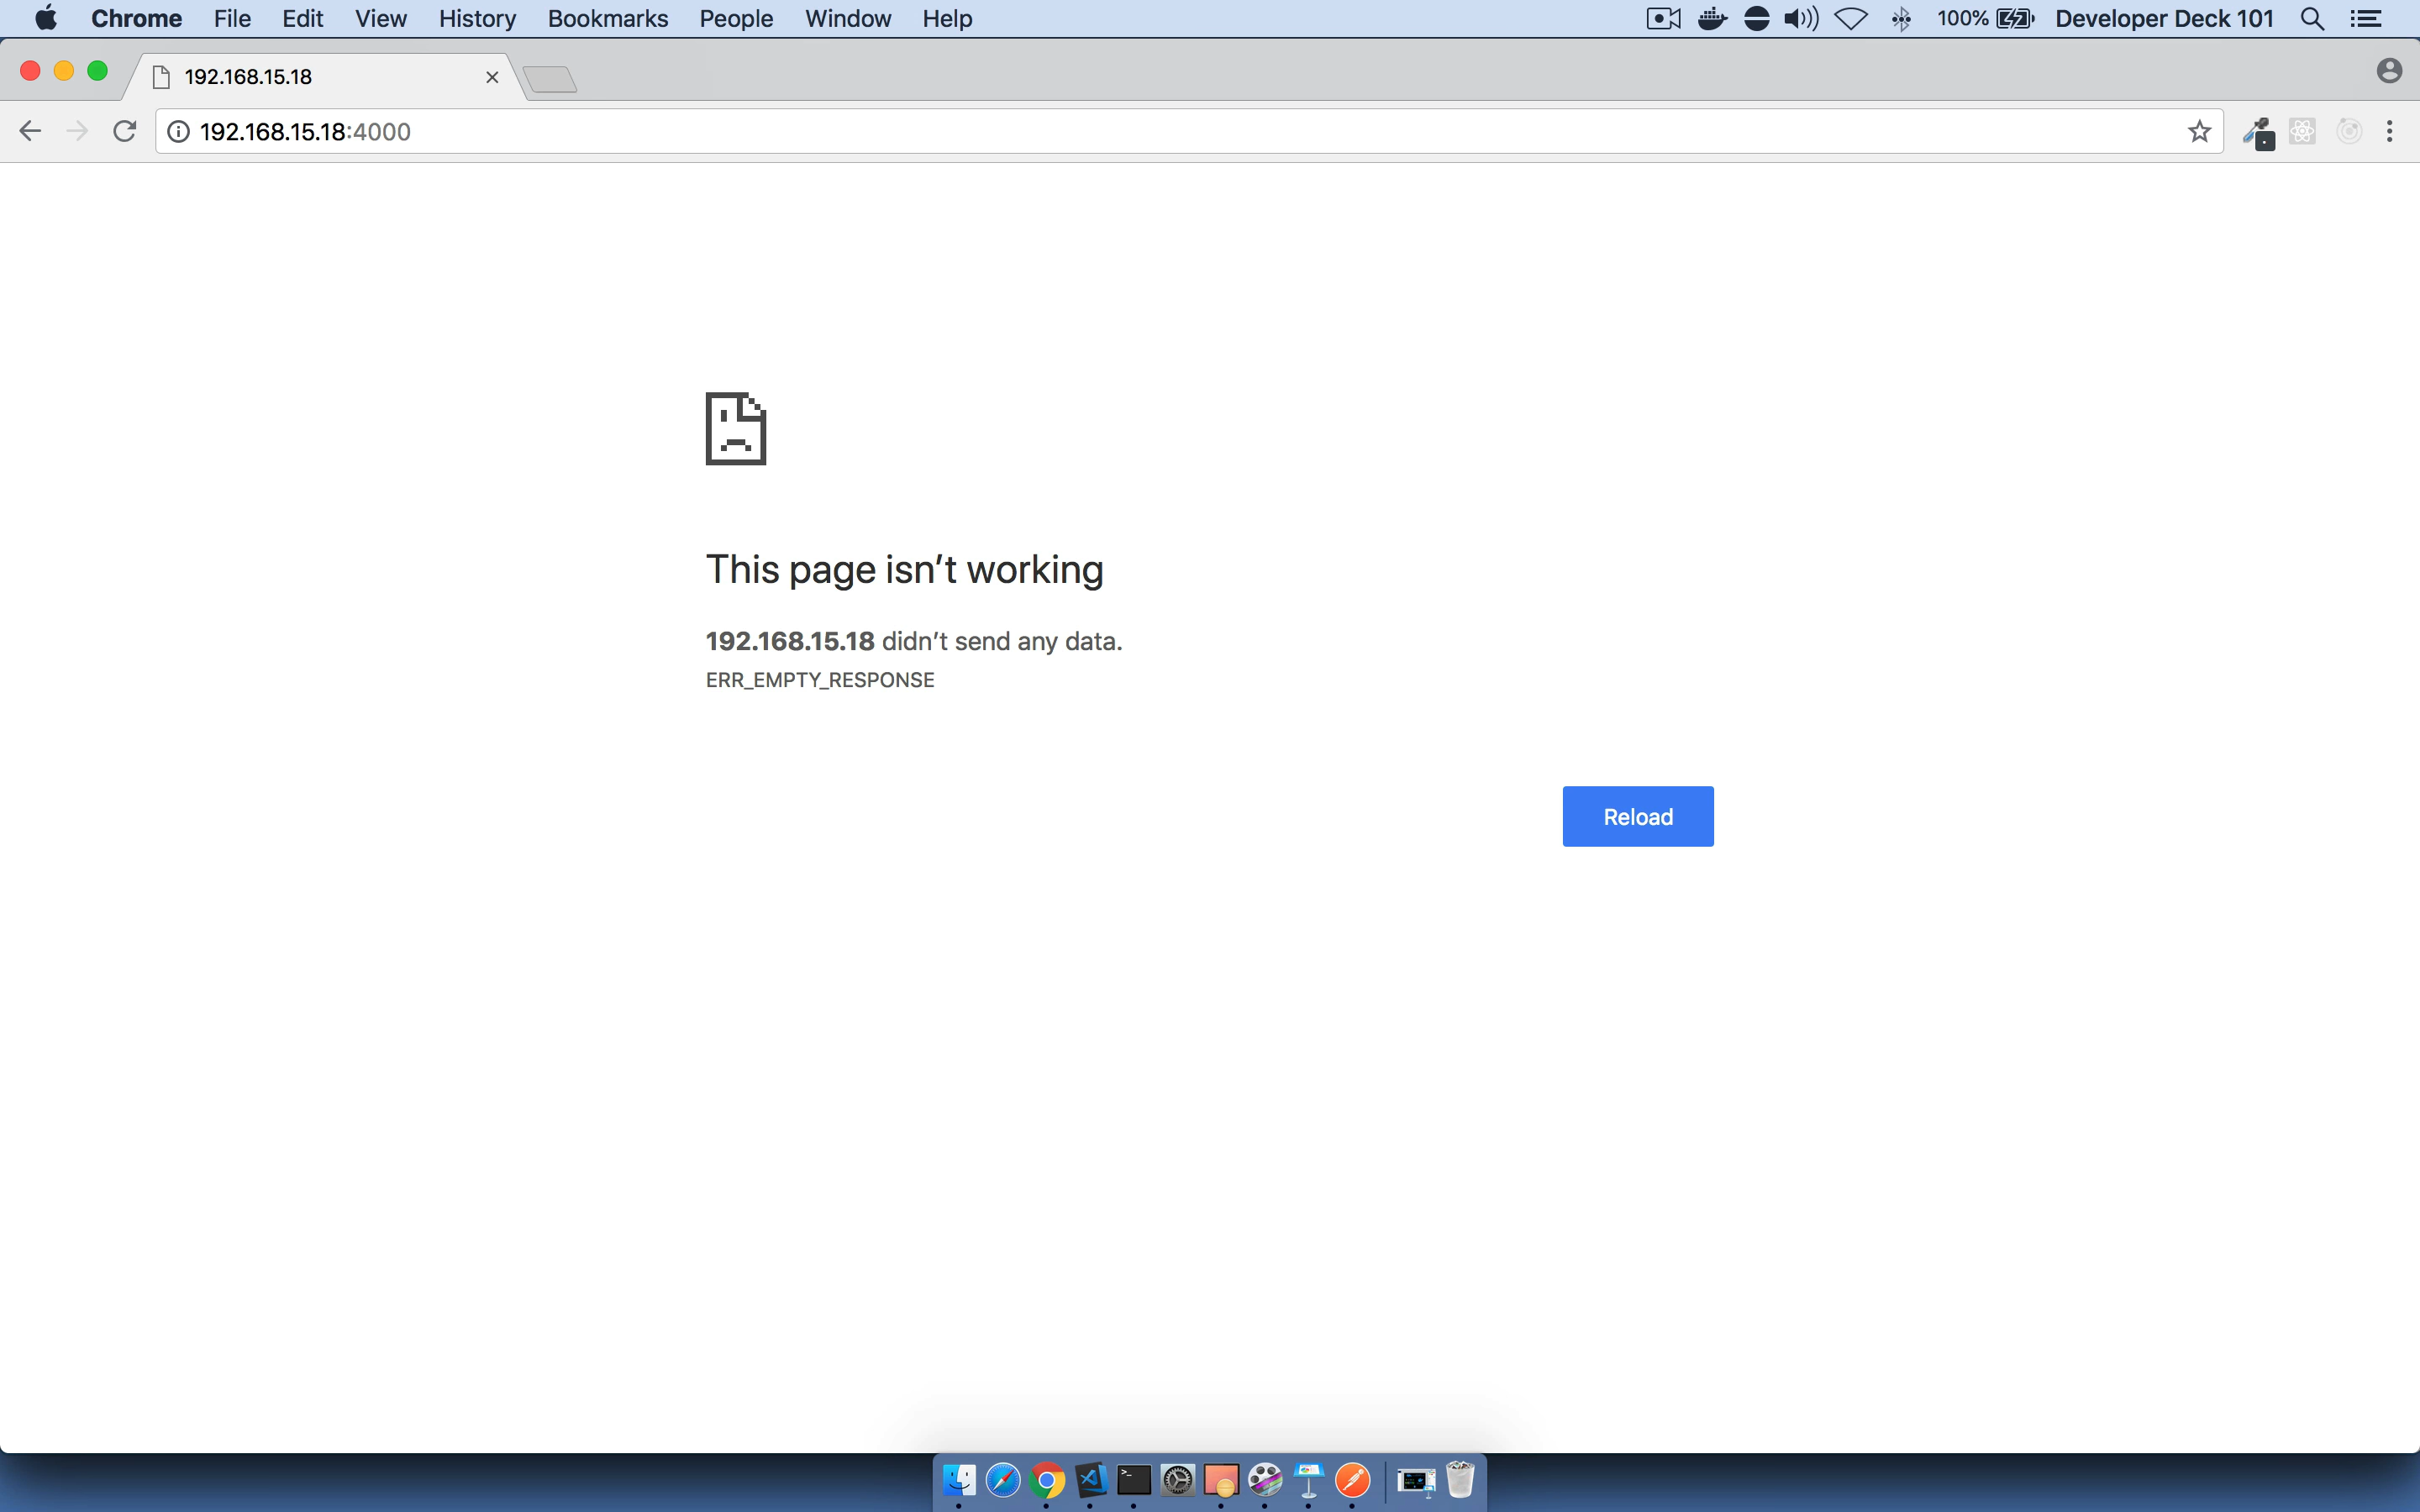 Chrome File Edit View History Bookmarks People Window Help 100% Developer Deck 101
192.168.15.18
192.168.15.18:4000
This page isn’t working
192.168.15.18 didn’t send any data.
ERR_EMPTY_RESPONSE
Reload